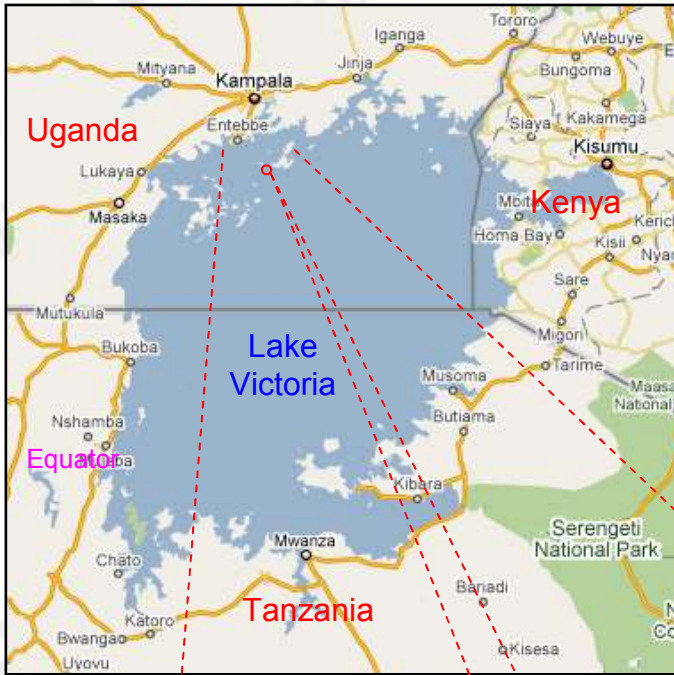 Tororo
Iganga
Webuye
Jinja
Bungoma
Mityana
Kampala
Kakamega
Uganda
Entebbe
Siaya
Kisumu
Lukaya
Masaka
Kenya
Homa Bay
Kisii
Sare
Mutukula
Migori
Bukoba
Lake
Victoria
Tarime
Musoma
Maasa
National
Nshamba
Butiama
Equator
Kibara
Serengeti
National Park
Mwanza
Chato
Bariadi
Tanzania
Katoro
Bwanga
Kisesa
Uyovu